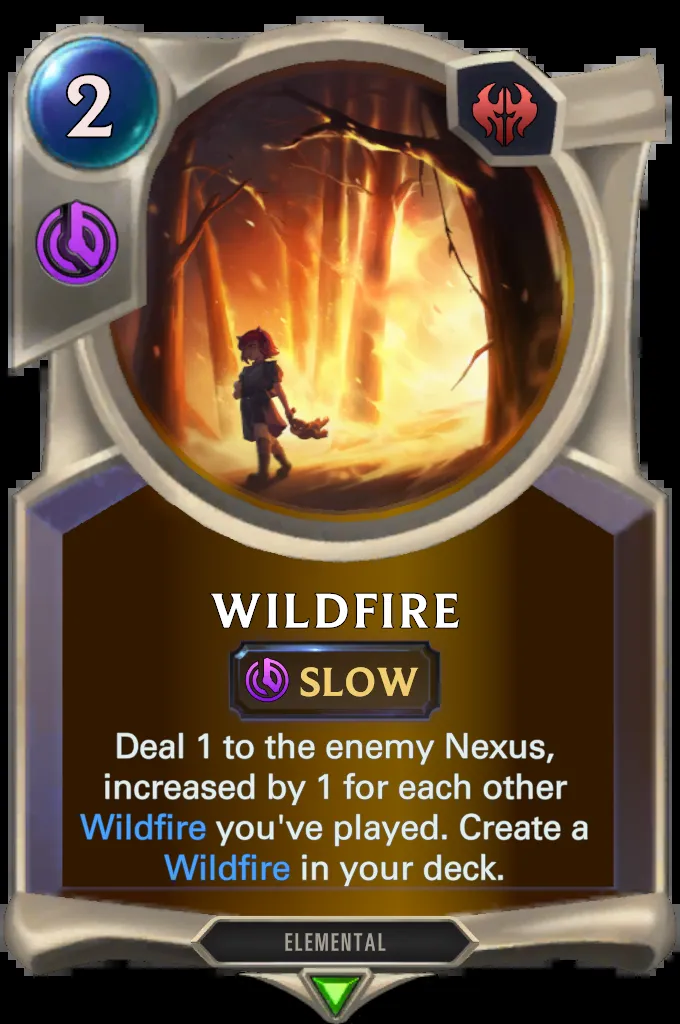 2
WILDFIRE
SLOW
Deal 1 to the enemy Nexus,
increased by 1 for each other
Wildfire you've played. Create a
Wildfire in your deck.
ELEMENTAL